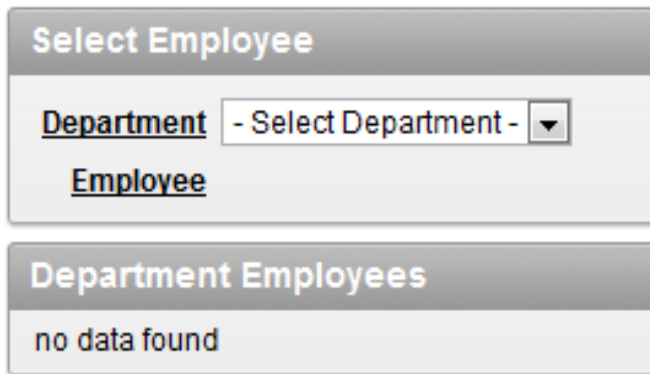 Select Employee
Department - Select Department -
Employee
Department Employees
no data found